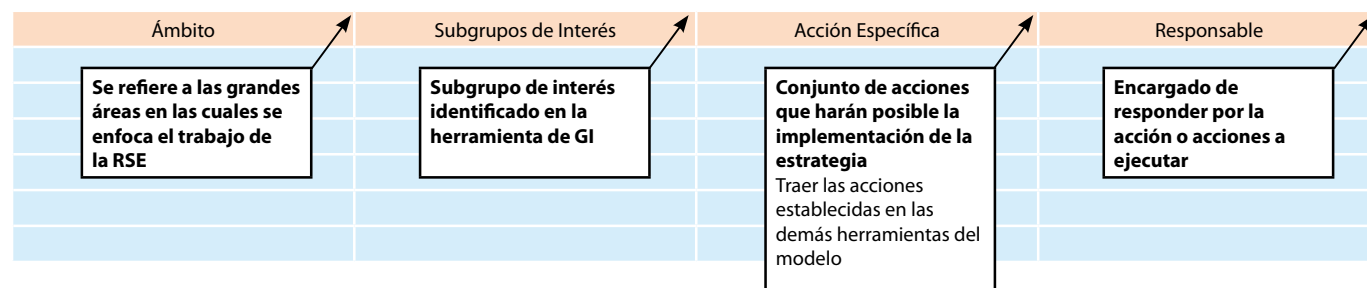 Ámbito
Subgrupos de Interés
Acción Específica
Responsable
Se refiere a las grandes
áreas en las cuales se
enfoca el trabajo de
la RSE
Subgrupo de interés
identificado en la
herramienta de GI
Conjunto de acciones
que harán posible la
implementación de la
estrategia
Traer las acciones
establecidas en las
demás herramientas del
modelo
Encargado de
responder por la
acción o acciones a
ejecutar